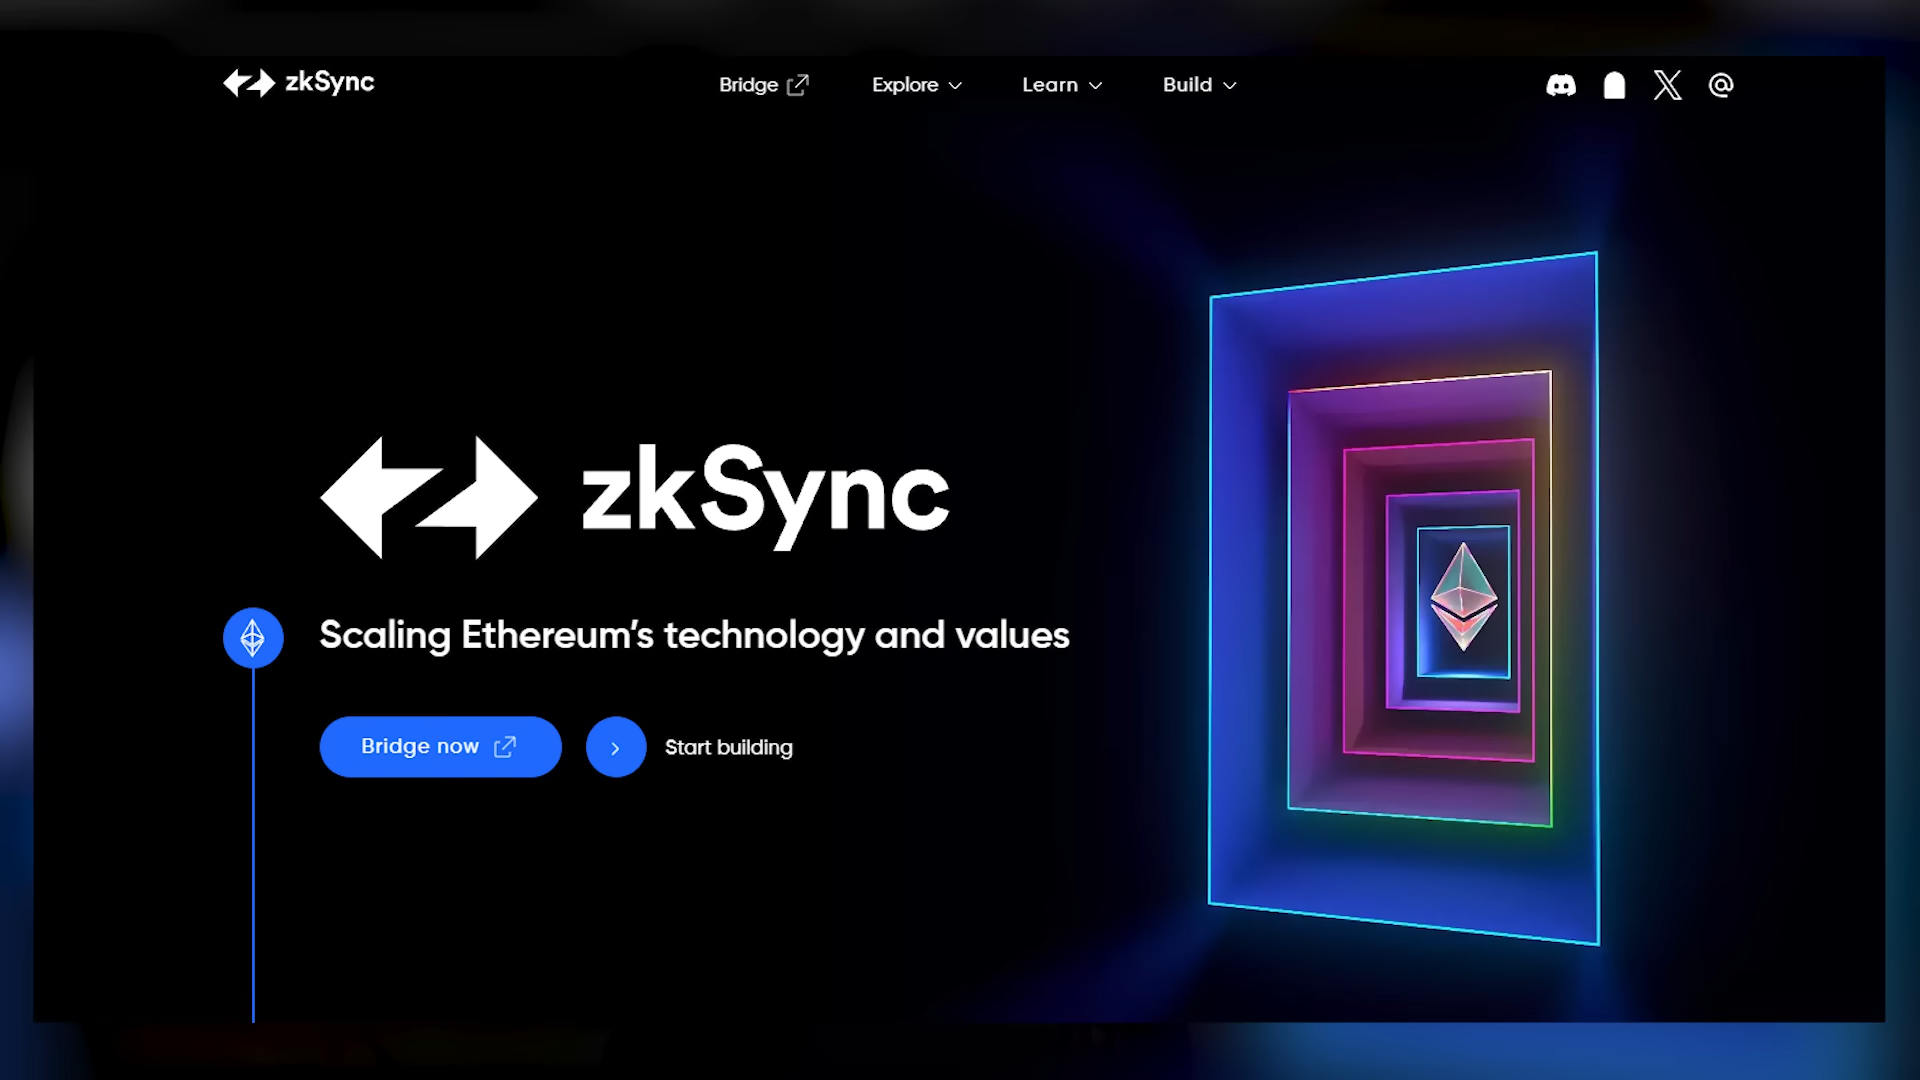 zkSync
Bridge
Explore
Learn
Build
zkSync
Scaling Ethereum’s technology and values
Bridge now
Start building